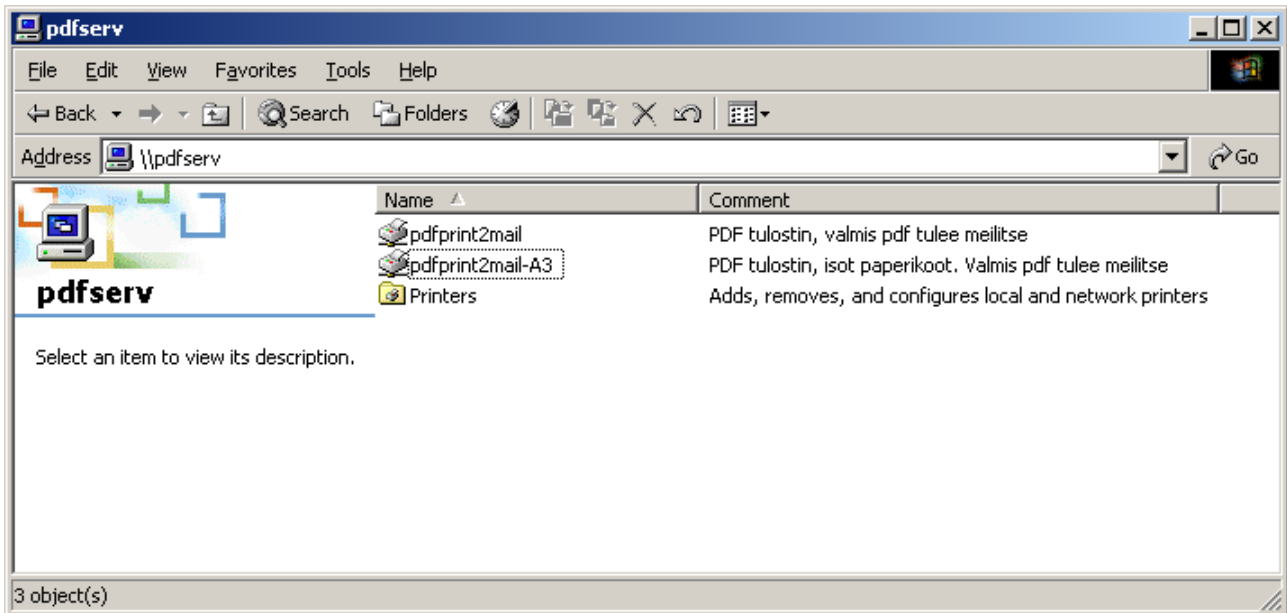 pdfserv
File Edit View Favorites Tools Help
Back Search Folders
Address \\pdfserv Go
Name Comment
pdfprint2mail PDF tulostin, valmis pdf tulee meilitse
pdfprint2mail-A3 PDF tulostin, isot paperikoot. Valmis pdf tulee meilitse
Printers Adds, removes, and configures local and network printers
pdfserv
Select an item to view its description.
3 object(s)